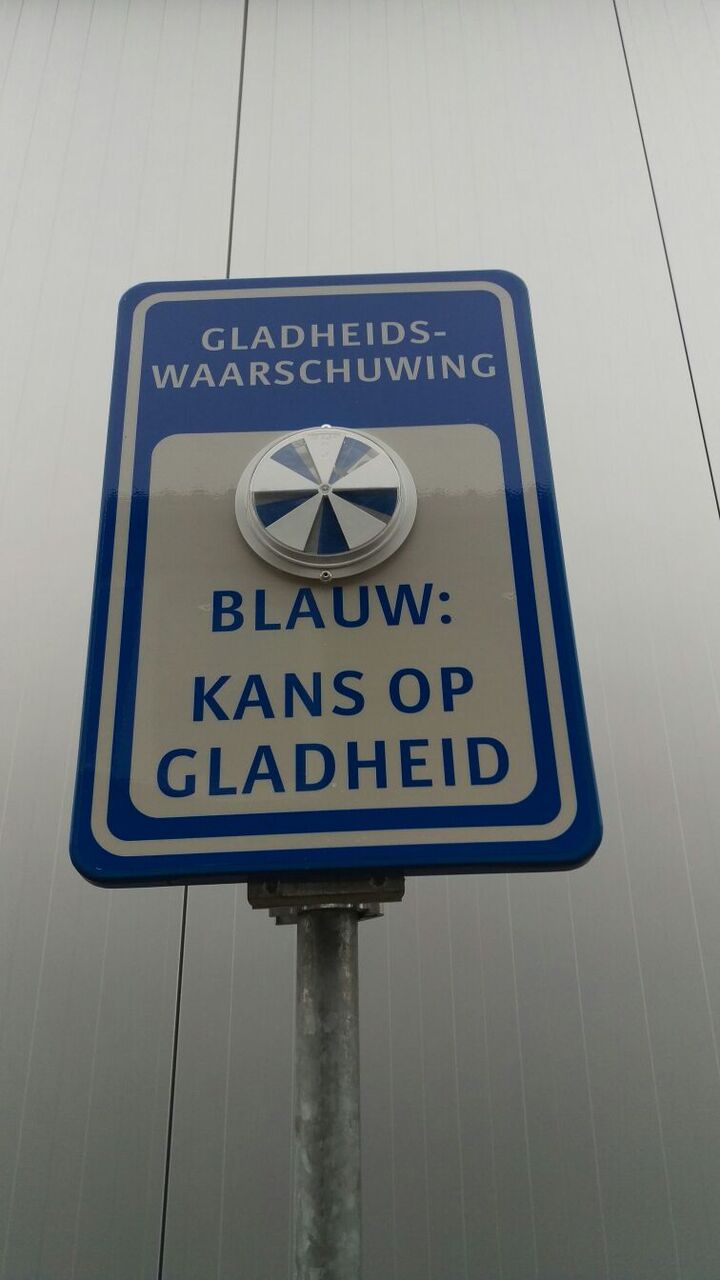 GLADHEIDS-
WAARSCHUWING
BLAUW:
KANS OP
GLADHEID